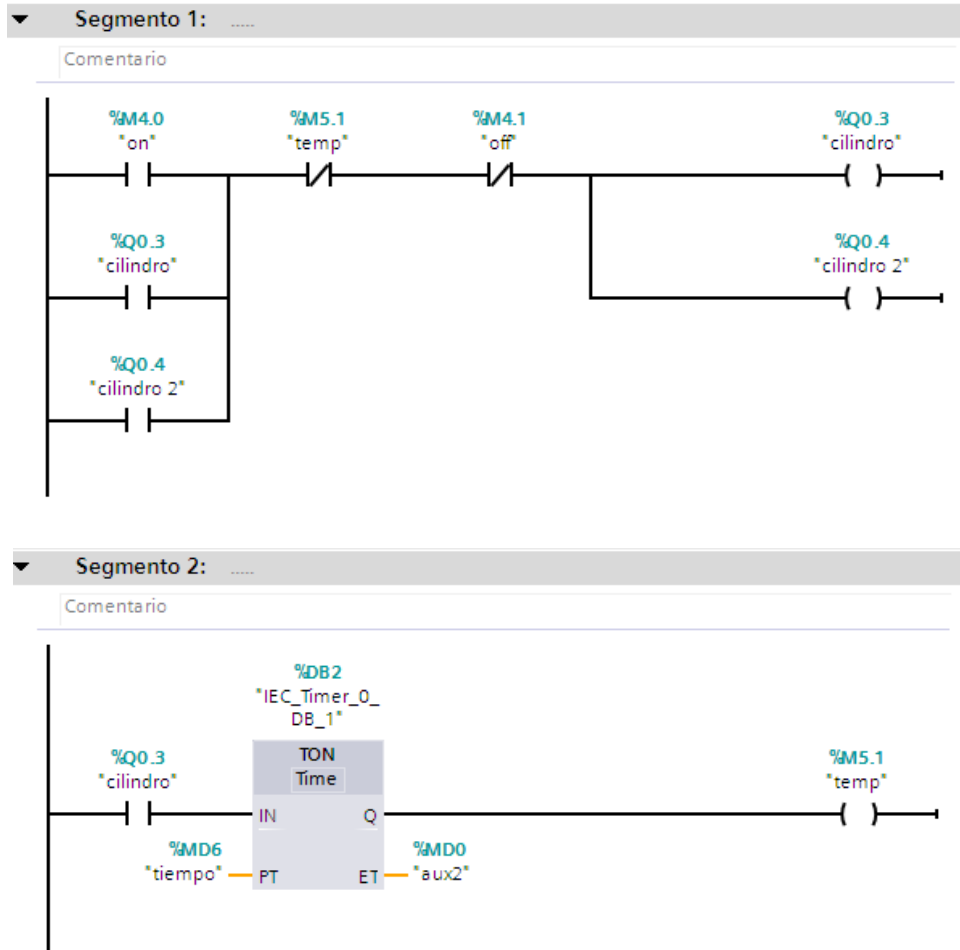 Segmento 1: .....
Comentario
%M4.0 %M5.1 %M4.1 %Q0.3
"on" "temp" "off" "cilindro"
%Q0.3 %Q0.4
"cilindro" "cilindro 2"
%Q0.4
"cilindro 2"
Segmento 2: .....
Comentario
%DB2
"IEC_Timer_0_
DB_1"
%Q0.3 TON %M5.1
"cilindro" Time "temp"
IN Q
%MD6 %MD0
"tiempo" PT ET "aux2"